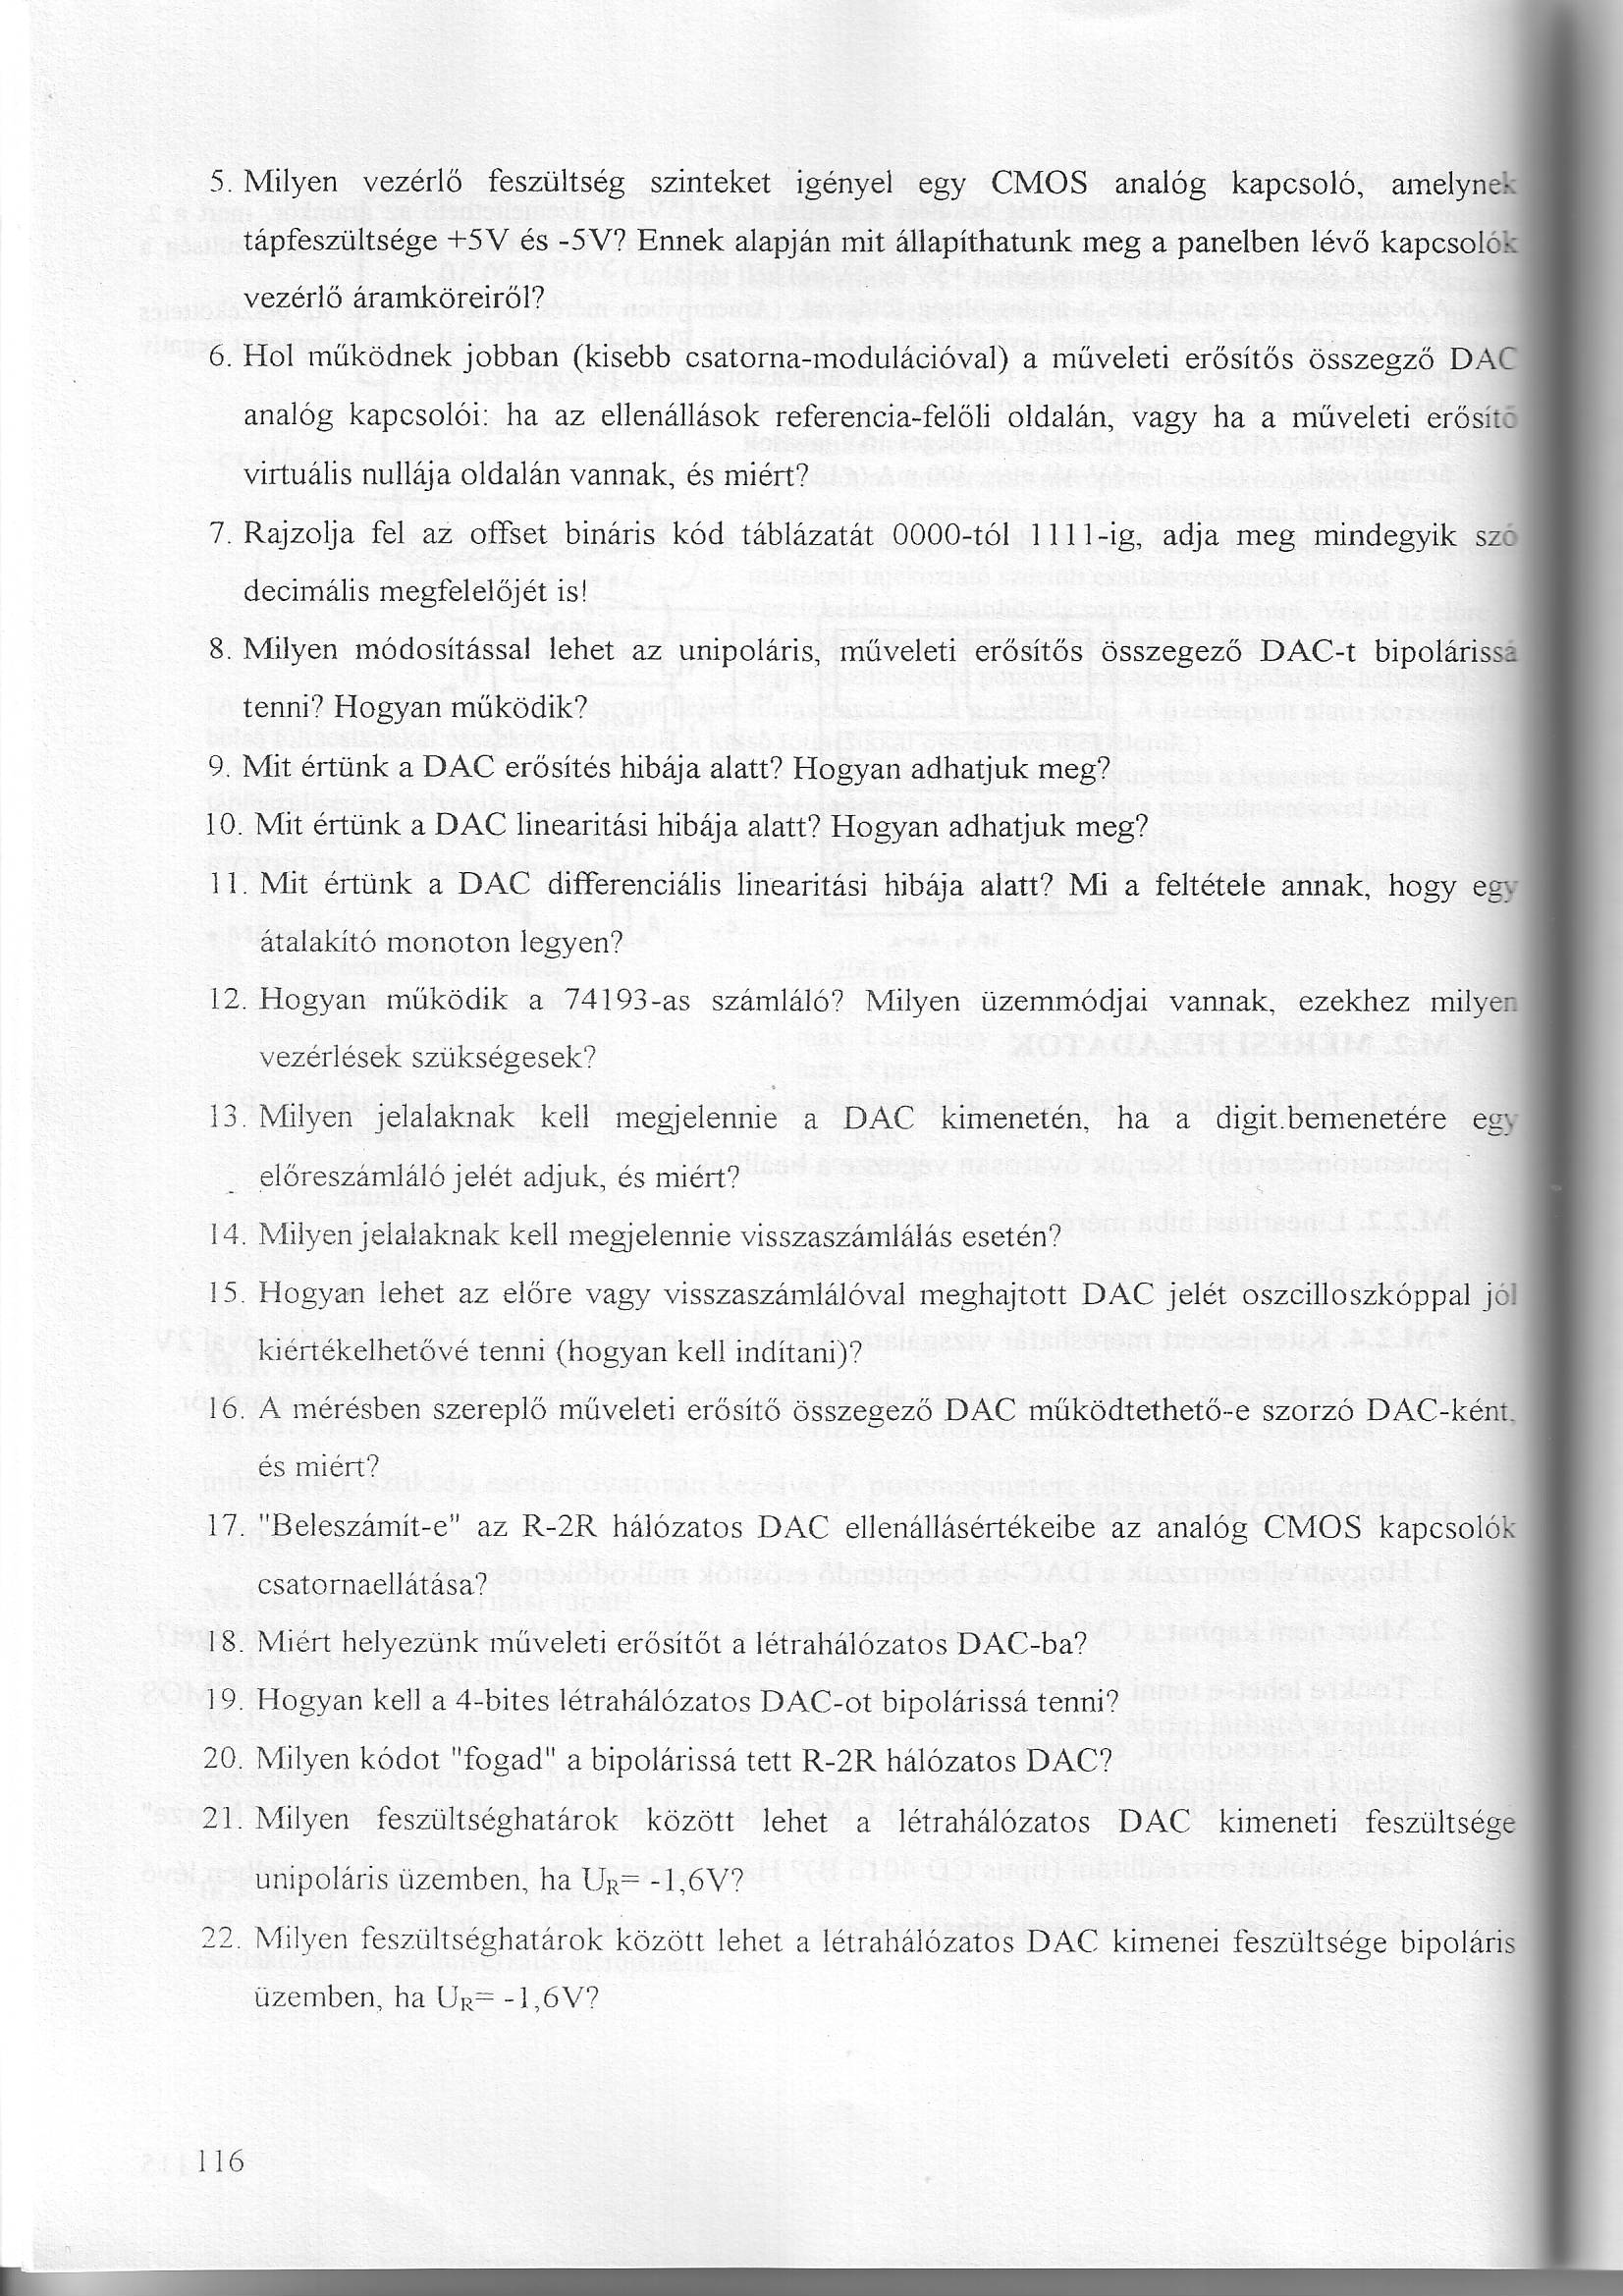 5. Milyen vezérlő feszültség szinteket igényel egy CMOS analóg kapcsoló, amelynek
tápfeszültsége +5V és -5V? Ennek alapján mit állapíthatunk meg a panelben lévő kapcsolók
vezérlő áramköreiről?
6. Hol működnek jobban (kisebb csatorna-modulációval) a műveleti erősítős összegző DAC
analóg kapcsolói: ha az ellenállások referencia-felőli oldalán, vagy ha a műveleti erősítő
virtuális nullája oldalán vannak, és miért?
7. Rajzolja fel az offset bináris kód táblázatát 0000-tól 1111-ig, adja meg mindegyik szó
decimális megfelelőjét is!
8. Milyen módosítással lehet az unipoláris, műveleti erősítős összegező DAC-t bipolárissá
tenni? Hogyan működik?
9. Mit értünk a DAC erősítés hibája alatt? Hogyan adhatjuk meg?
10. Mit értünk a DAC linearitási hibája alatt? Hogyan adhatjuk meg?
11. Mit értünk a DAC differenciális linearitási hibája alatt? Mi a feltétele annak, hogy egy
átalakító monoton legyen?
12. Hogyan működik a 74193-as számláló? Milyen üzemmódjai vannak, ezekhez milyen
vezérlések szükségesek?
13. Milyen jelalaknak kell megjelennie a DAC kimenetén, ha a digit.bemenetére egy
előreszámláló jelét adjuk, és miért?
14. Milyen jelalaknak kell megjelennie visszaszámlálás esetén?
15. Hogyan lehet az előre vagy visszaszámlálóval meghajtott DAC jelét oszcilloszkóppal jól
kiértékelhetővé tenni (hogyan kell indítani)?
16. A mérésben szereplő műveleti erősítő összegező DAC működtethető-e szorzó DAC-ként,
és miért?
17. "Beleszámít-e" az R-2R hálózatos DAC ellenállásértékeibe az analóg CMOS kapcsolók
csatornaellátása?
18. Miért helyezünk műveleti erősítőt a létrahálózatos DAC-ba?
19. Hogyan kell a 4-bites létrahálózatos DAC-ot bipolárissá tenni?
20. Milyen kódot "fogad" a bipolárissá tett R-2R hálózatos DAC?
21. Milyen feszültséghatárok között lehet a létrahálózatos DAC kimeneti feszültsége
unipoláris üzemben, ha UR= -1,6V?
22. Milyen feszültséghatárok között lehet a létrahálózatos DAC kimenei feszültsége bipoláris
üzemben, ha UR= -1,6V?
116